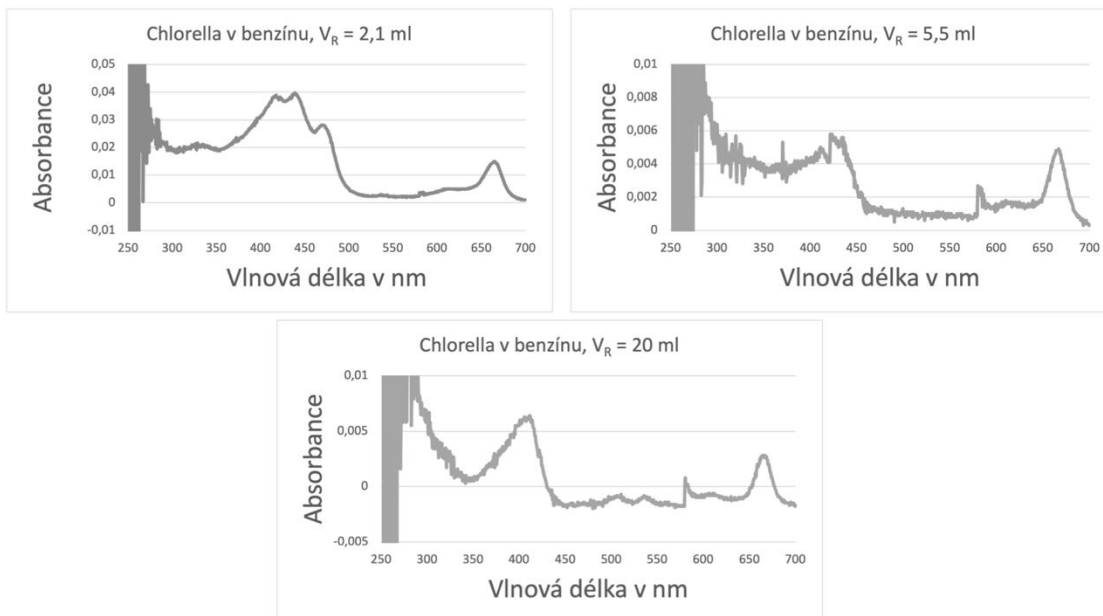 Chlorella v benzínu, V_R = 2,1 ml
Absorbance
0,05
0,04
0,03
0,02
0,01
0
-0,01
250 300 350 400 450 500 550 600 650 700
Vlnová délka v nm
Chlorella v benzínu, V_R = 5,5 ml
Absorbance
0,01
0,008
0,006
0,004
0,002
0
250 300 350 400 450 500 550 600 650 700
Vlnová délka v nm
Chlorella v benzínu, V_R = 20 ml
Absorbance
0,01
0,005
0
-0,005
250 300 350 400 450 500 550 600 650 700
Vlnová délka v nm